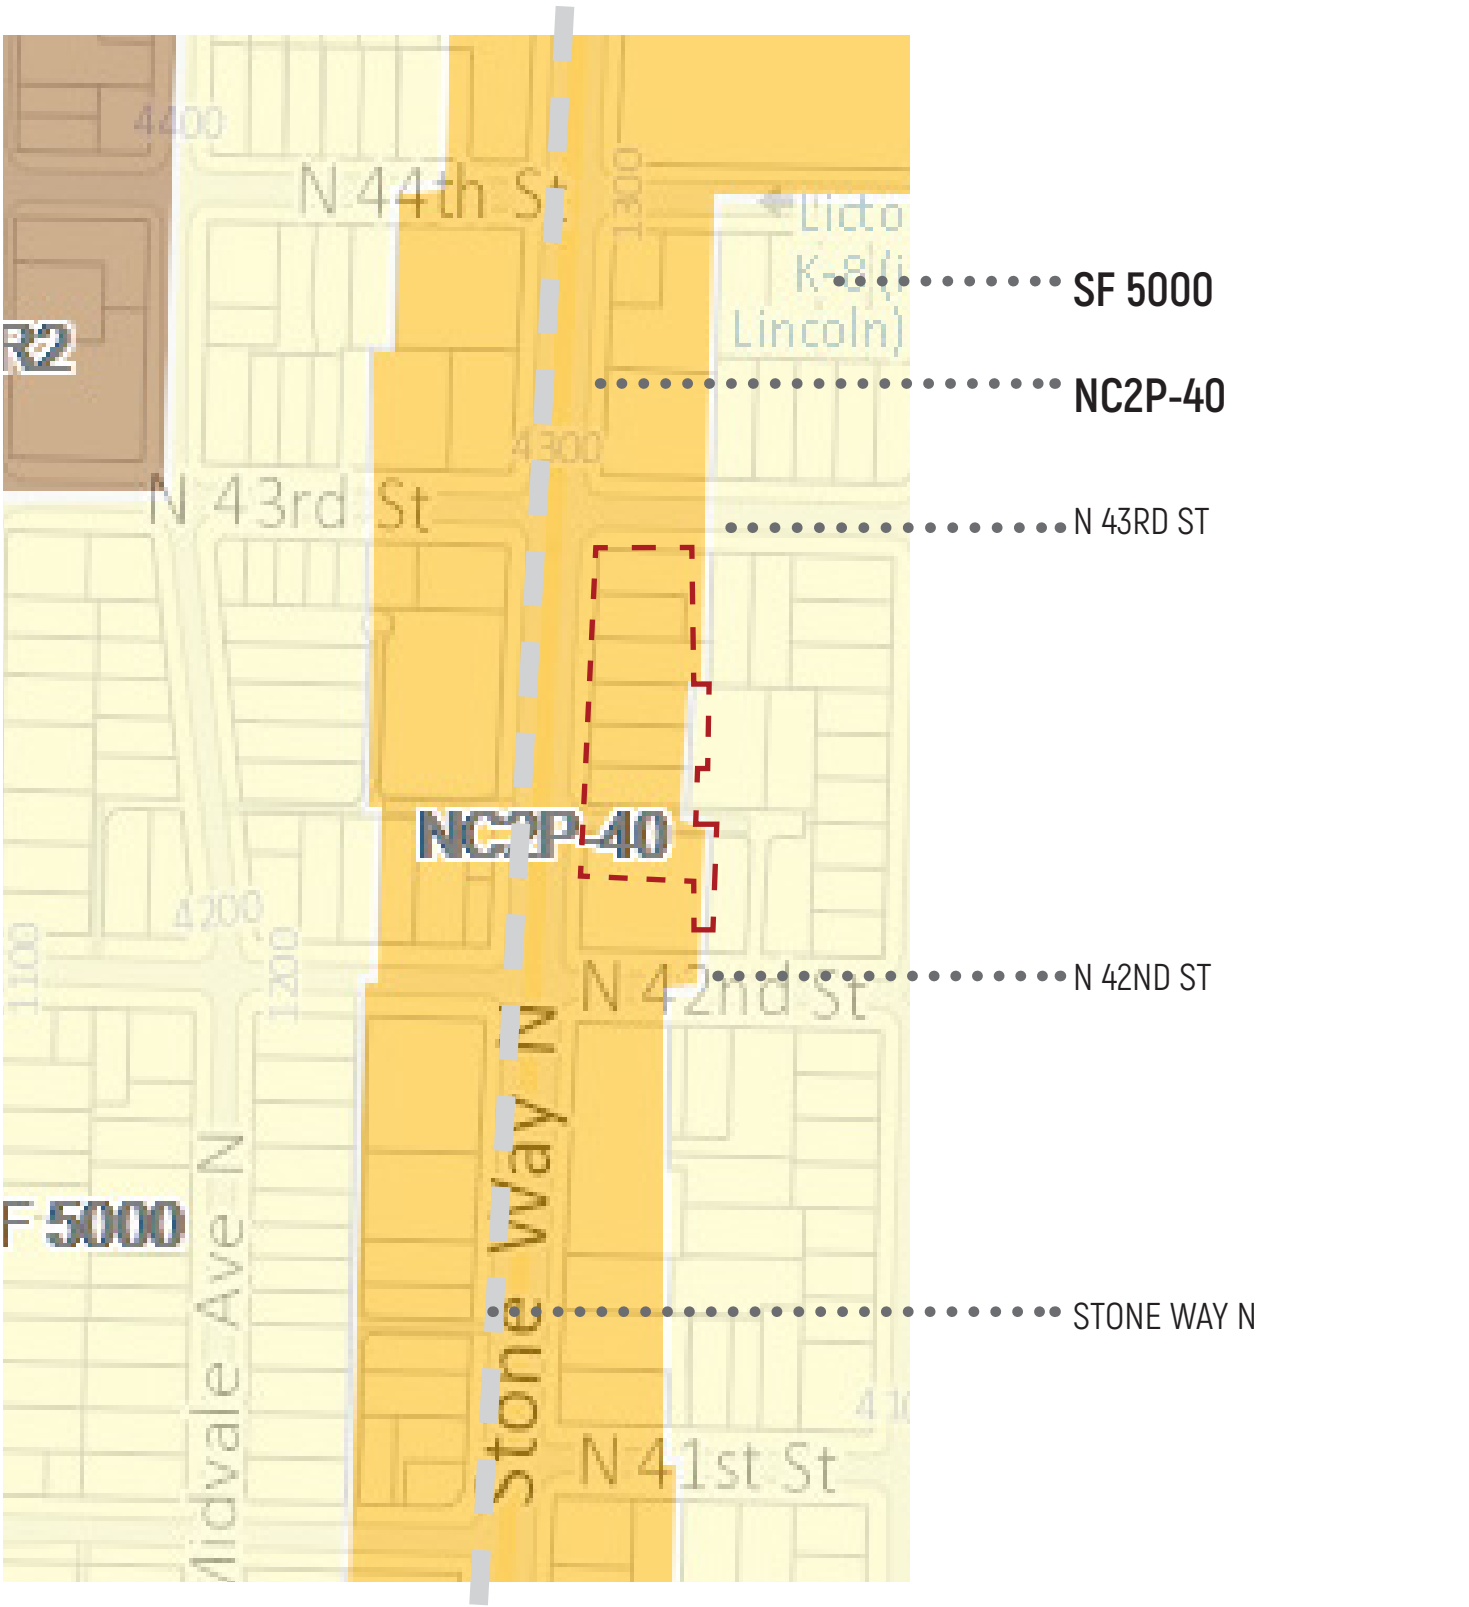 4400
N 44th St
1300
Licto
K-8 (i
Lincoln)
SF 5000
R2
NC2P-40
4300
N 43rd St
N 43RD ST
NC2P-40
4200
1100
1200
N 42nd St
N 42ND ST
Stone Way N
Midvale Ave N
F 5000
STONE WAY N
410
N 41st St